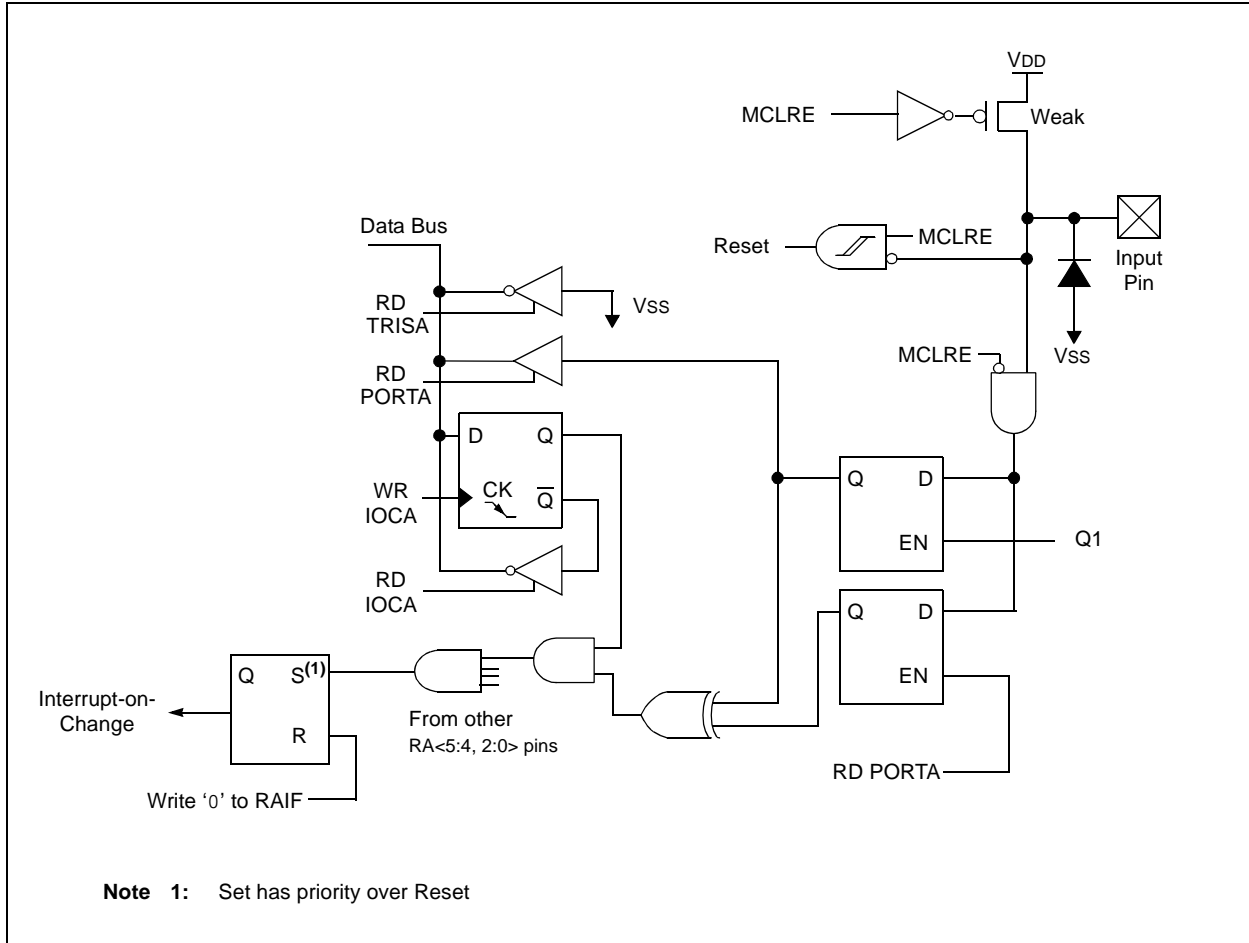 VDD
MCLRE
Weak
Data Bus
Reset
MCLRE
Input
Pin
RD
TRISA
VSS
MCLRE
VSS
RD
PORTA
D
Q
Q
D
WR
IOCA
CK
Q
EN
Q1
RD
IOCA
Q
D
EN
Q
S(1)
Interrupt-on-
Change
R
From other
RA<5:4, 2:0> pins
RD PORTA
Write ‘0’ to RAIF
Note 1: Set has priority over Reset